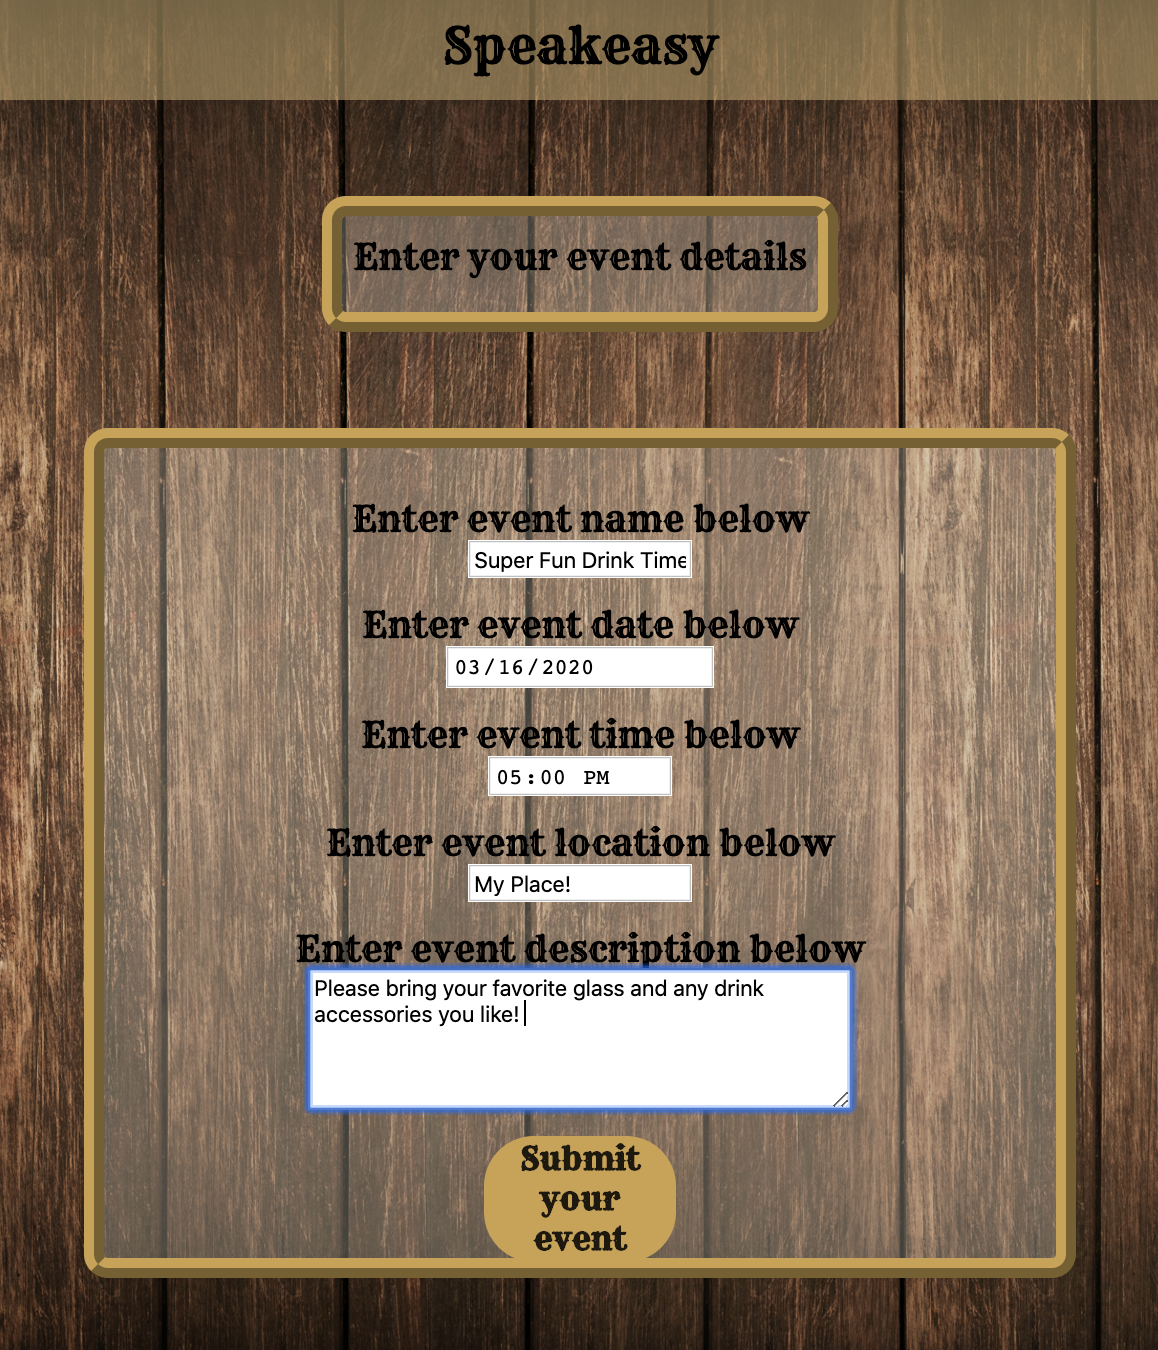 Speakeasy
Enter your event details
Enter event name below
Super Fun Drink Time
Enter event date below
03/16/2020
Enter event time below
05:00 PM
Enter event location below
My Place!
Enter event description below
Please bring your favorite glass and any drink
accessories you like!
Submit
your
event